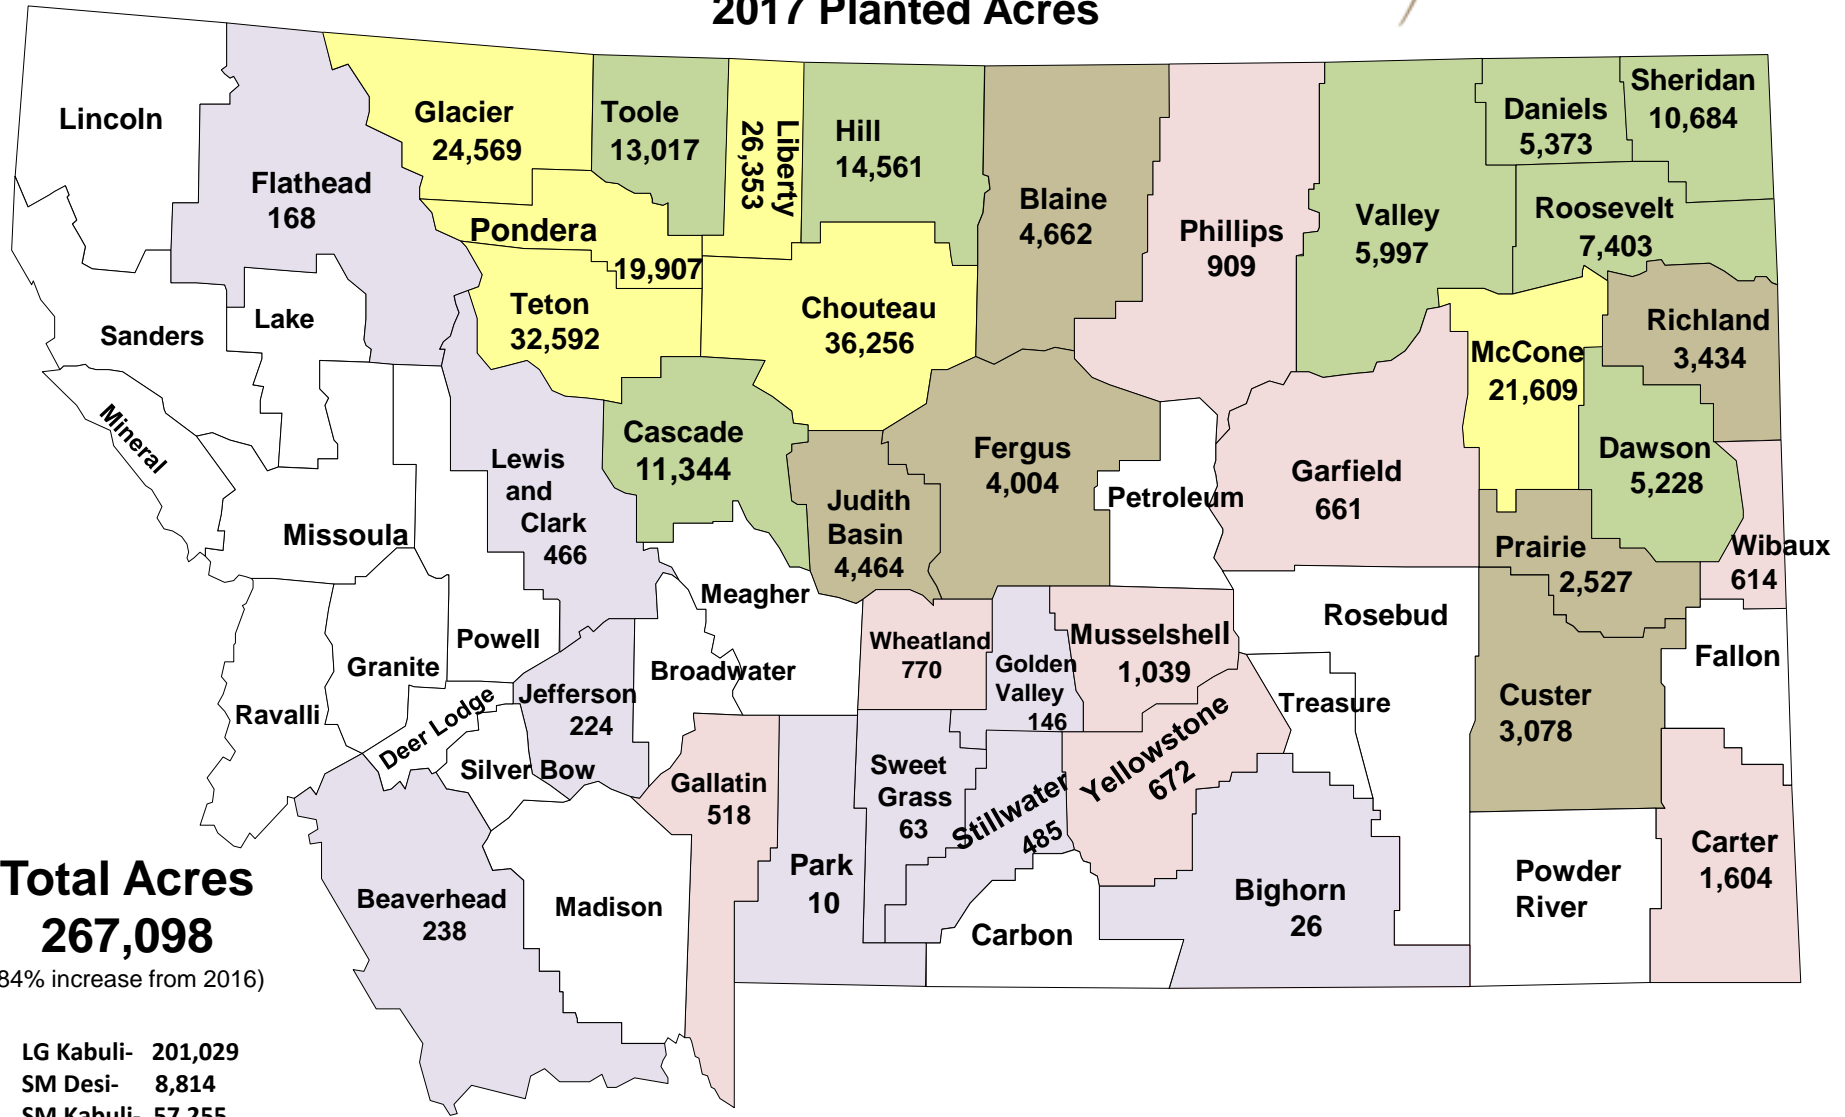 2017 Planted Acres
Lincoln
Flathead
168
Glacier
24,569
Toole
13,017
Liberty
26,353
Hill
14,561
Blaine
4,662
Phillips
909
Valley
5,997
Daniels
5,373
Sheridan
10,684
Roosevelt
7,403
Pondera
19,907
Teton
32,592
Chouteau
36,256
McCone
21,609
Richland
3,434
Sanders
Lake
Mineral
Missoula
Lewis
and
Clark
466
Cascade
11,344
Judith
Basin
4,464
Fergus
4,004
Petroleum
Garfield
661
Dawson
5,228
Prairie
2,527
Wibaux
614
Meagher
Powell
Granite
Ravalli
Deer Lodge
Silver Bow
Jefferson
224
Broadwater
Wheatland
770
Golden
Valley
146
Musselshell
1,039
Rosebud
Treasure
Custer
3,078
Fallon
Gallatin
518
Park
10
Sweet
Grass
63
Stillwater
485
Yellowstone
672
Bighorn
26
Carbon
Powder
River
Carter
1,604
Beaverhead
238
Madison
Total Acres
267,098
84% increase from 2016)
LG Kabuli- 201,029
SM Desi- 8,814
SM Kabuli- 57,255